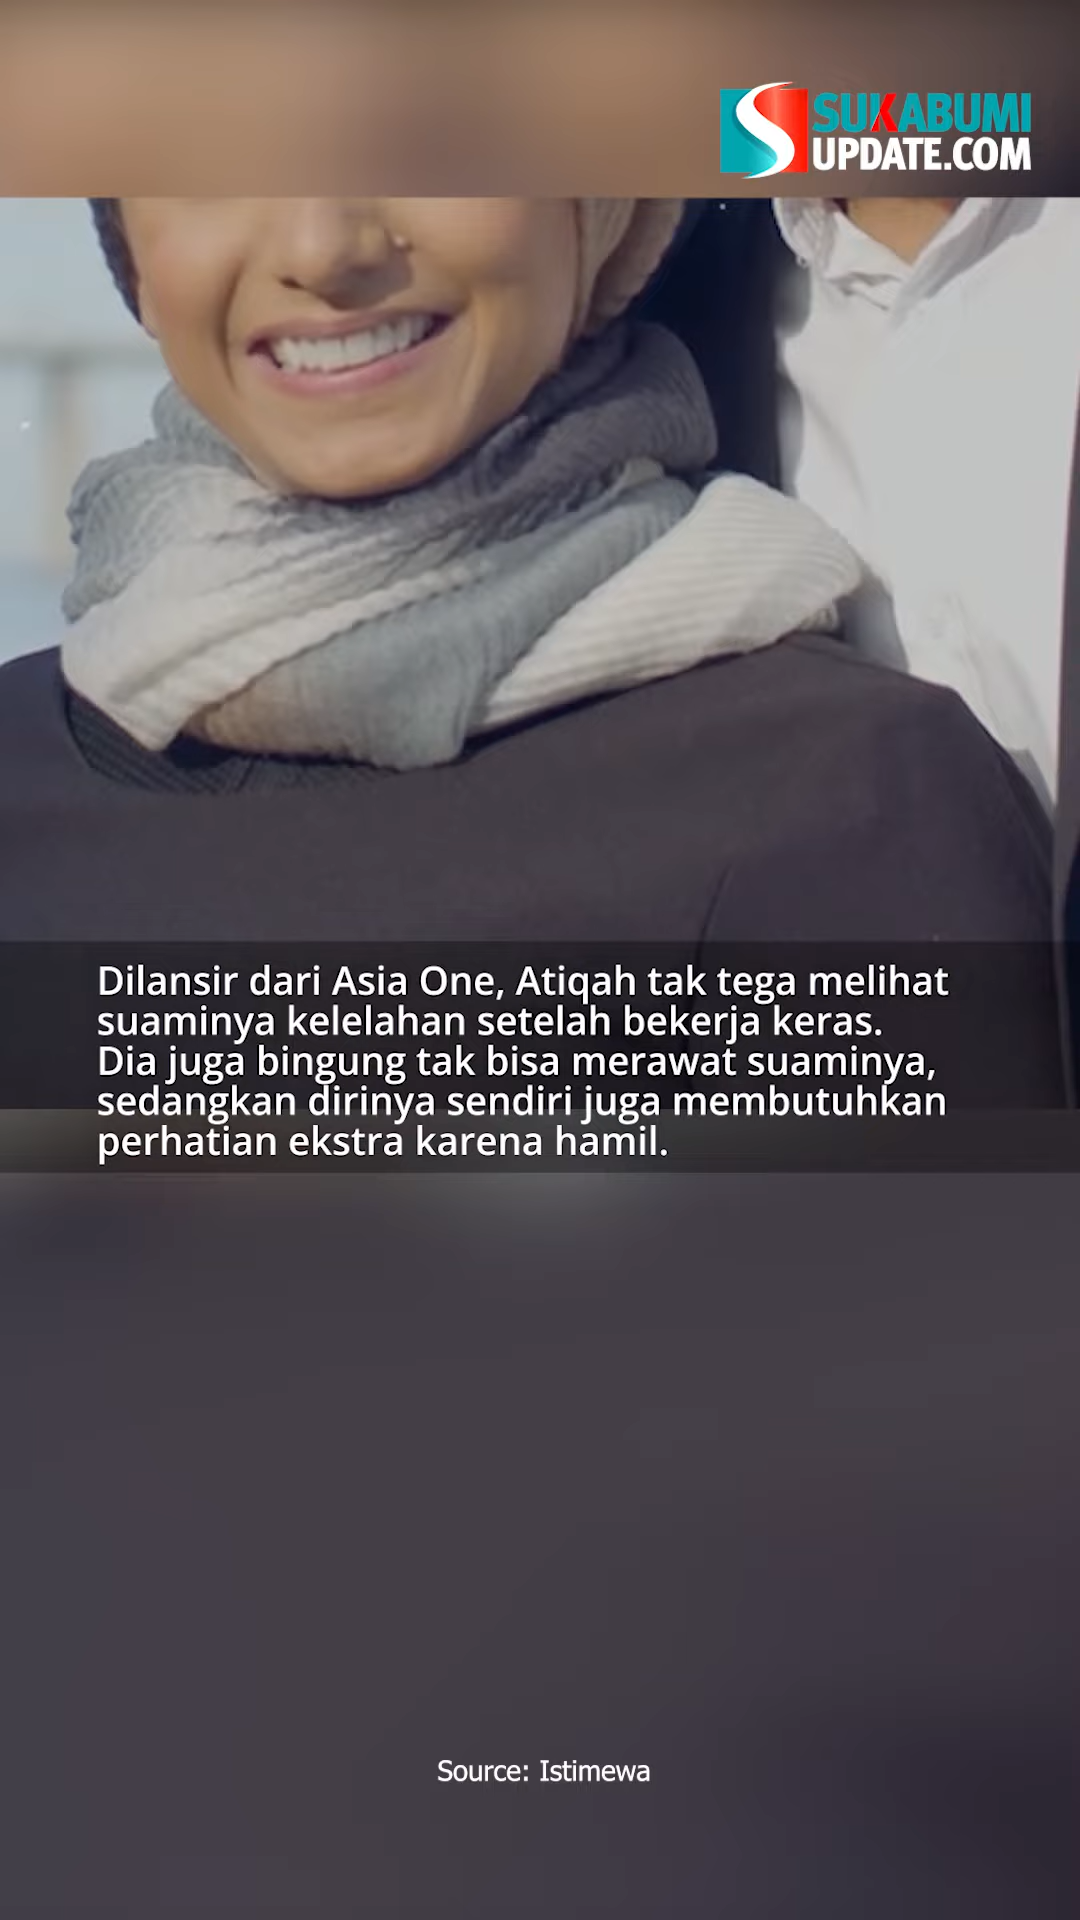 SUKABUMI
UPDATE.COM
Dilansir dari Asia One, Atiqah tak tega melihat
suaminya kelelahan setelah bekerja keras.
Dia juga bingung tak bisa merawat suaminya,
sedangkan dirinya sendiri juga membutuhkan
perhatian ekstra karena hamil.
Source: Istimewa